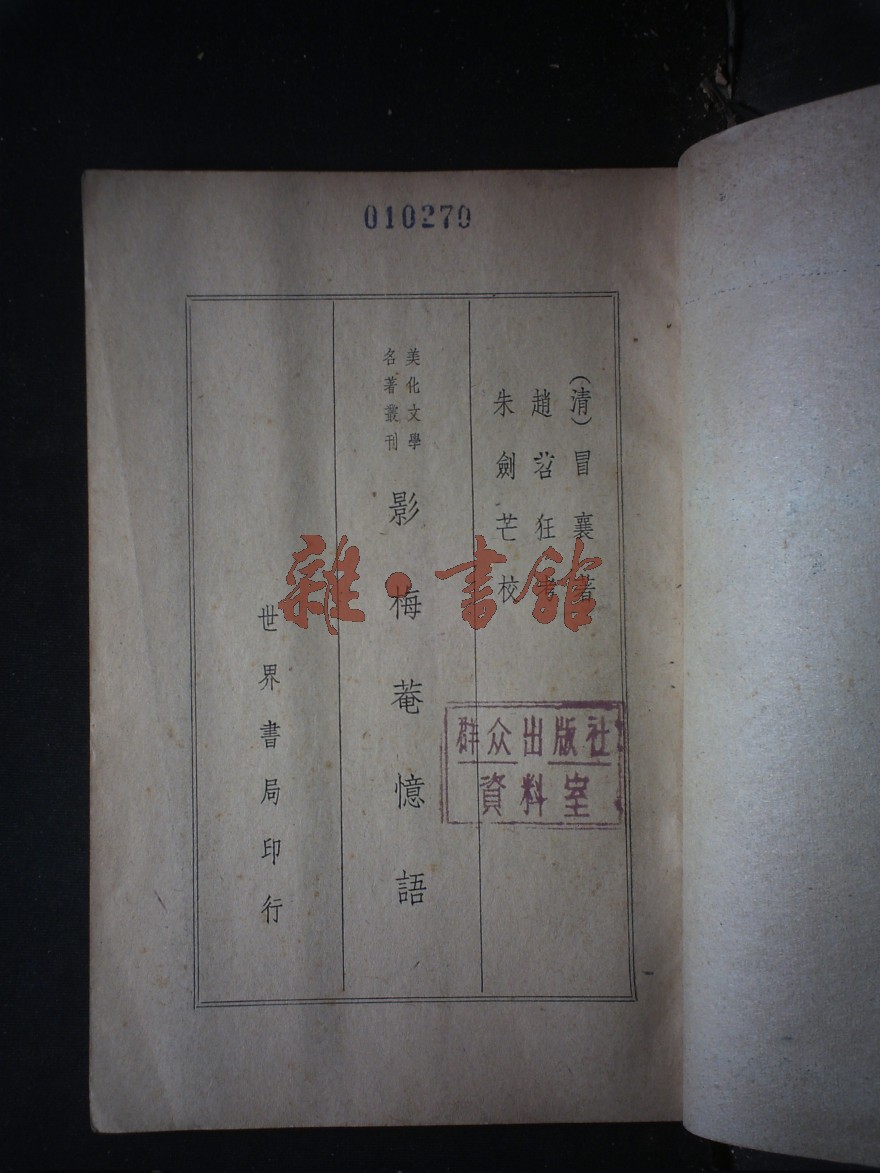 010270
(清)冒襄著
趙苕狂考
朱劍芒校
美化文學
名著叢刊
影梅菴憶語
世界書局印行
群众出版社
資料室
雜·書館